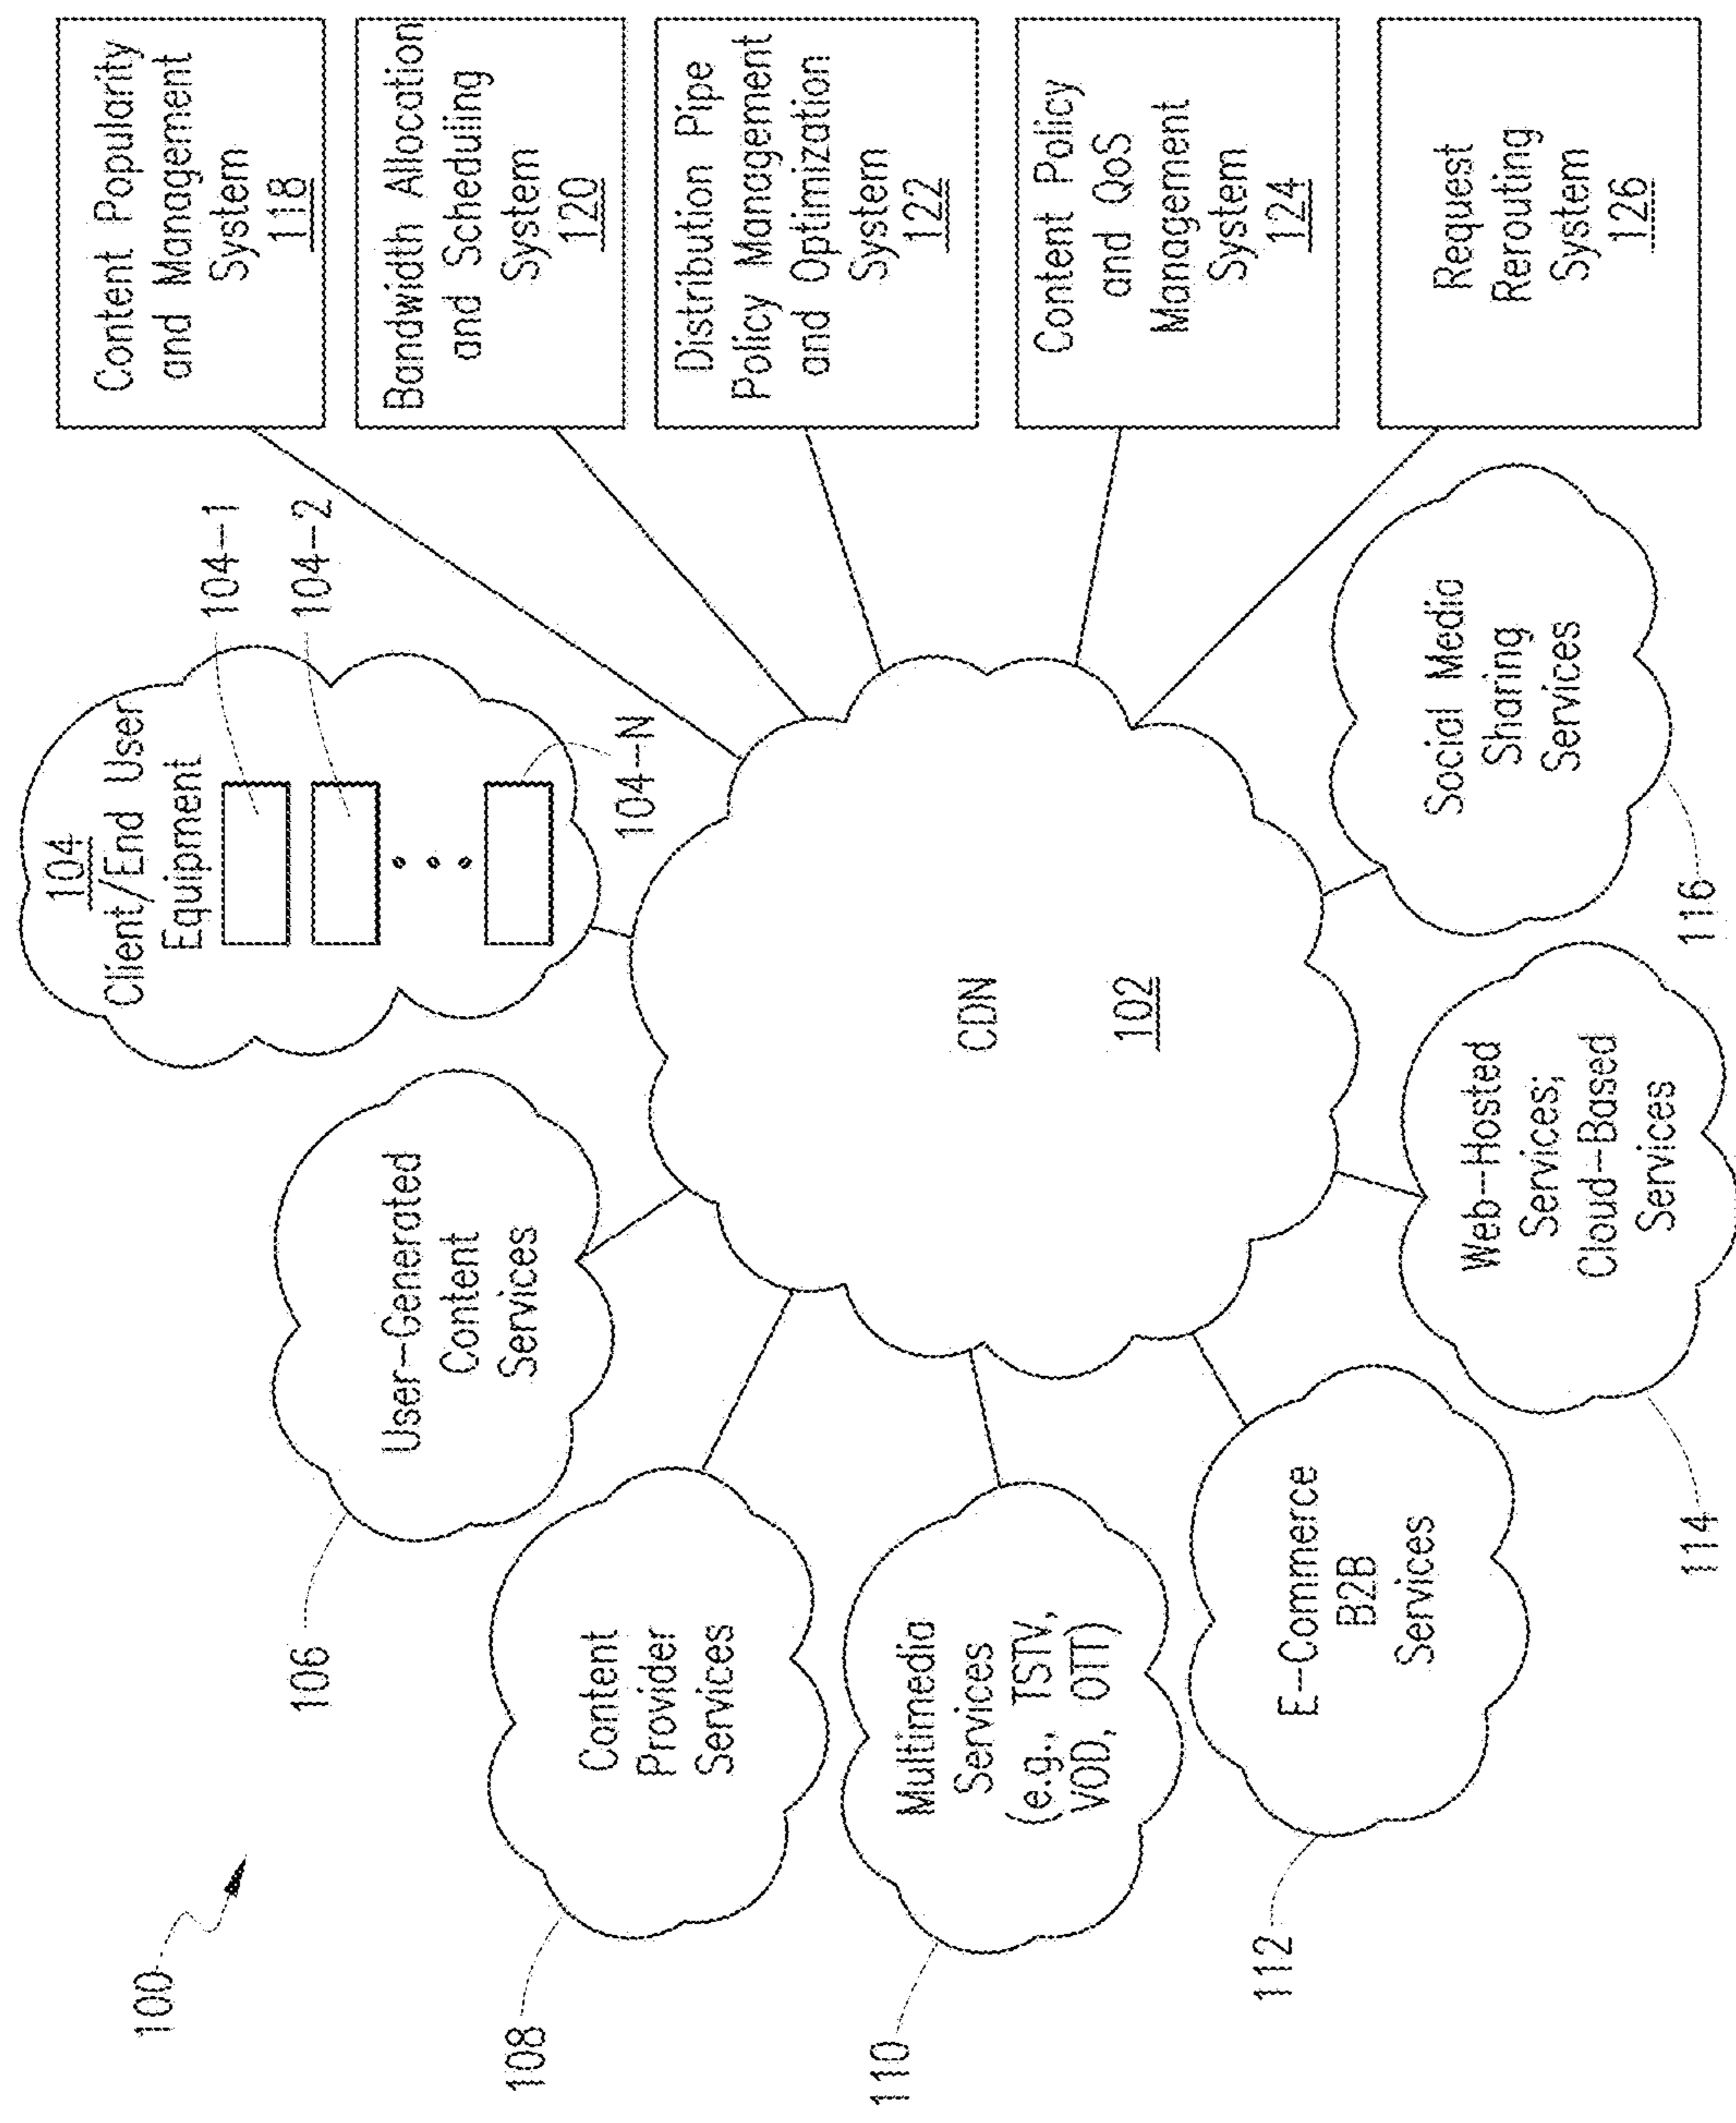 100
104
Client/End User
Equipment
104-1
104-2
104-N
106
User-Generated
Content
Services
108
Content
Provider
Services
110
Multimedia
Services
(e.g., TSTV,
VOD, OTT)
112
E-Commerce
B2B
Services
114
Web-Hosted
Services;
Cloud-Based
Services
116
Social Media
Sharing
Services
CDN
102
Content Popularity
and Management
System
118
Bandwidth Allocation
and Scheduling
System
120
Distribution Pipe
Policy Management
and Optimization
System
122
Content Policy
and QoS
Management
System
124
Request
Rerouting
System
126